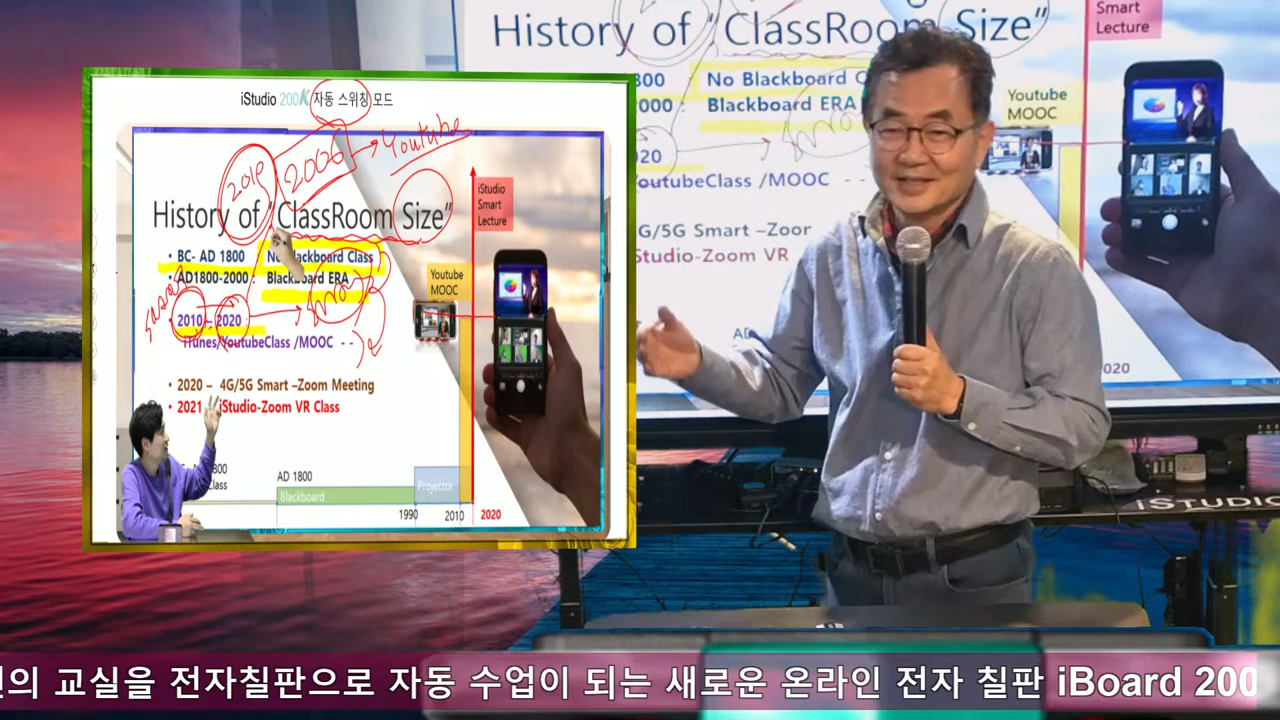 iStudio 200K 자동 스위칭 모드
2019
2006 → Youtube
History of "ClassRoom Size"
iStudio
Smart
Lecture
• BC- AD 1800 : No Blackboard Class
• AD1800-2000 : Blackboard ERA
2010 – 2020 :
iTunes/YoutubeClass /MOOC - -
Youtube
MOOC
• 2020 – 4G/5G Smart –Zoom Meeting
• 2021 iStudio-Zoom VR Class
AD 1800
Blackboard
Projector
1990 2010 2020
History of "ClassRoom Size"
Smart
Lecture
800 No Blackboard C
2000 : Blackboard ERA
Youtube
MOOC
020
YoutubeClass /MOOC - -
4G/5G Smart –Zoor
Studio-Zoom VR
2020
iSTUDIO
의 교실을 전자칠판으로 자동 수업이 되는 새로운 온라인 전자 칠판 iBoard 200